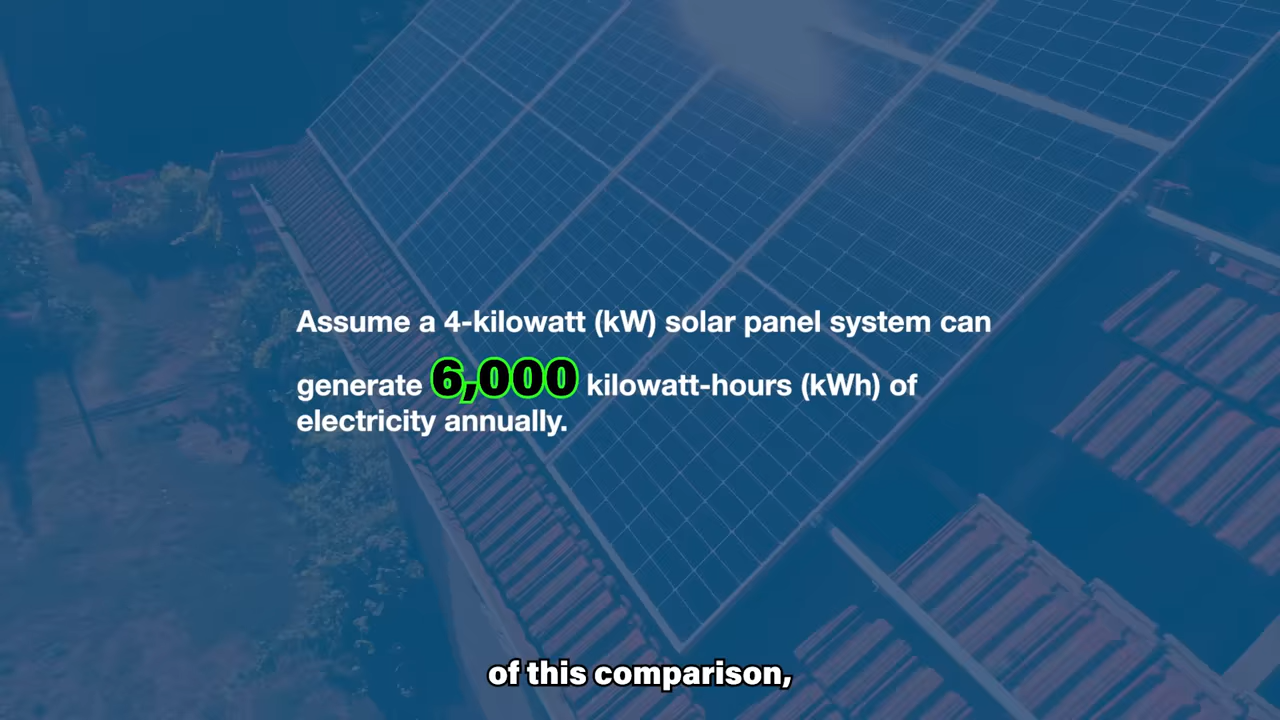 Assume a 4-kilowatt (kW) solar panel system can
generate 6,000 kilowatt-hours (kWh) of
electricity annually.
of this comparison,